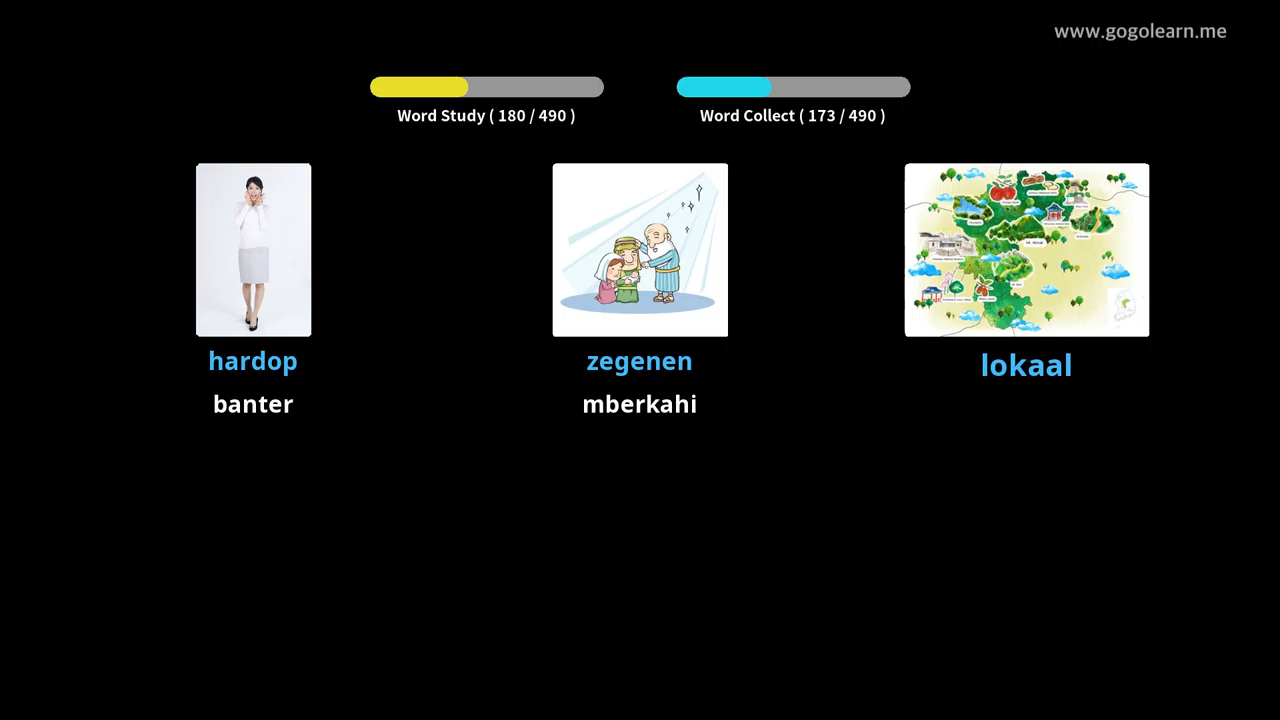 www.gogolearn.me
Word Study ( 180 / 490 )
Word Collect ( 173 / 490 )
hardop
zegenen
lokaal
banter
mberkahi